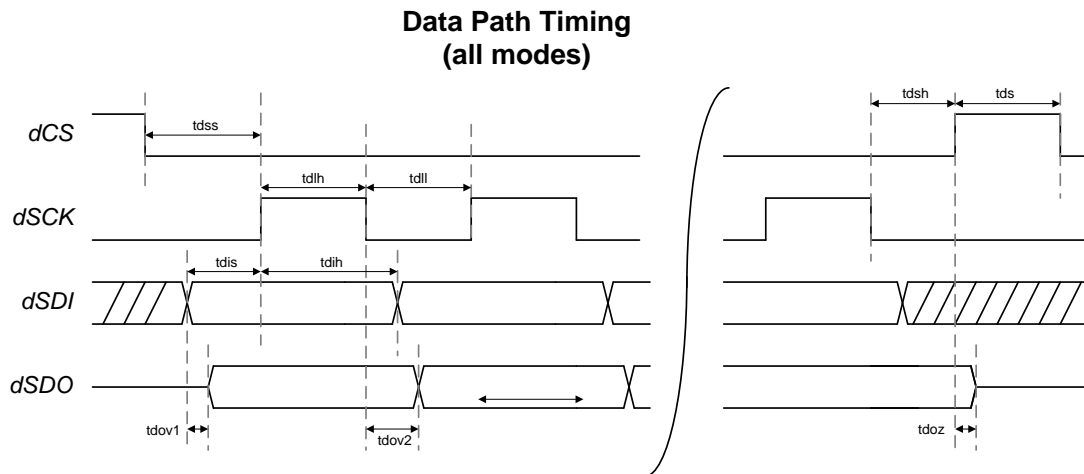 Data Path Timing
(all modes)
tdsh
tds
dCS
tdss
tdlh
tdll
dSCK
tdis
tdih
dSDI
dSDO
tdov1
tdov2
tdoz